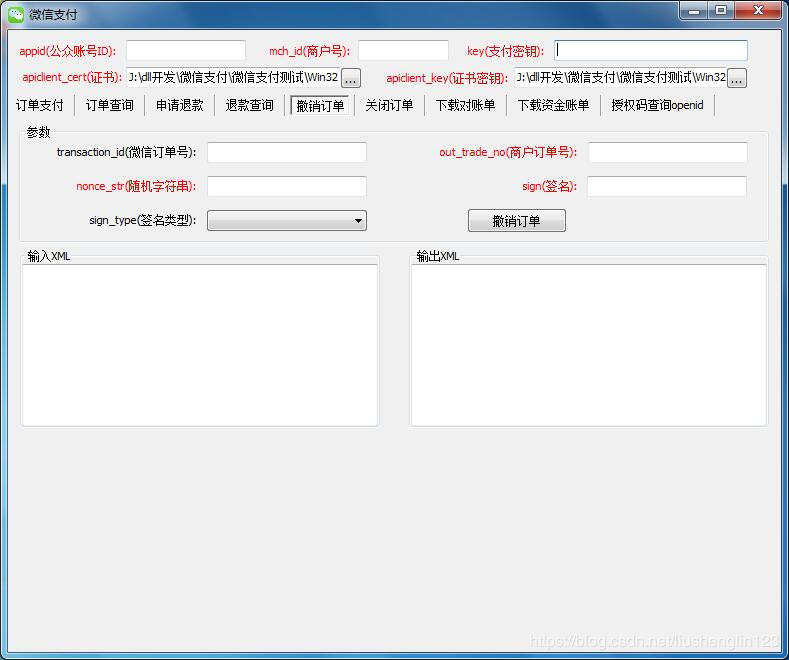 微信支付
appid(公众账号ID): mch_id(商户号): key(支付密钥):
apiclient_cert(证书): J:\dll开发\微信支付\微信支付测试\Win32 ... apiclient_key(证书密钥): J:\dll开发\微信支付\微信支付测试\Win32 ...
订单支付 订单查询 申请退款 退款查询 撤销订单 关闭订单 下载对账单 下载资金账单 授权码查询openid
参数
transaction_id(微信订单号): out_trade_no(商户订单号):
nonce_str(随机字符串): sign(签名):
sign_type(签名类型): 撤销订单
输入XML 输出XML
https://blog.csdn.net/liushenglin123